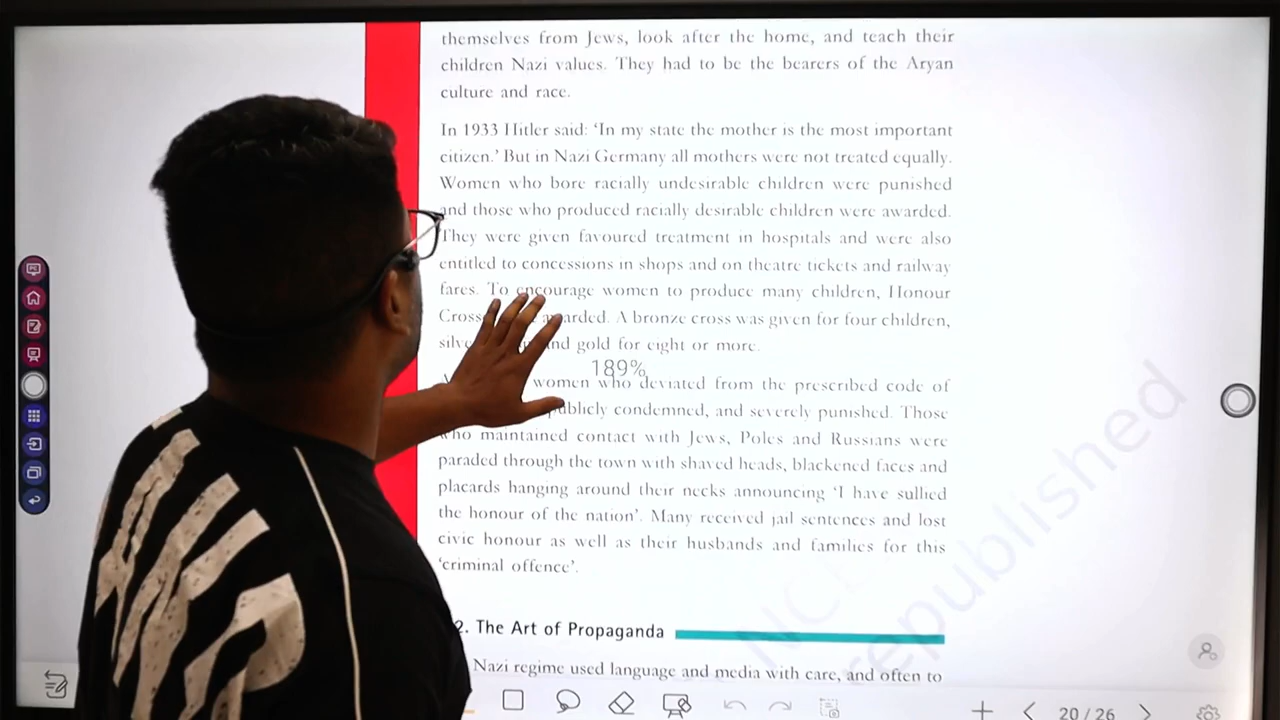 themselves from Jews, look after the home, and teach their
children Nazi values. They had to be the bearers of the Aryan
culture and race.
In 1933 Hitler said: 'In my state the mother is the most important
citizen.' But in Nazi Germany all mothers were not treated equally.
Women who bore racially undesirable children were punished
and those who produced racially desirable children were awarded.
They were given favoured treatment in hospitals and were also
entitled to concessions in shops and on theatre tickets and railway
fares. To encourage women to produce many children, Honour
Cross awarded. A bronze cross was given for four children,
silve and gold for eight or more.
189%
women who deviated from the prescribed code of
publicly condemned, and severely punished. Those
who maintained contact with Jews, Poles and Russians were
paraded through the town with shaved heads, blackened faces and
placards hanging around their necks announcing 'I have sullied
the honour of the nation'. Many received jail sentences and lost
civic honour as well as their husbands and families for this
'criminal offence'.
2. The Art of Propaganda
Nazi regime used language and media with care, and often to
republished
20 / 26